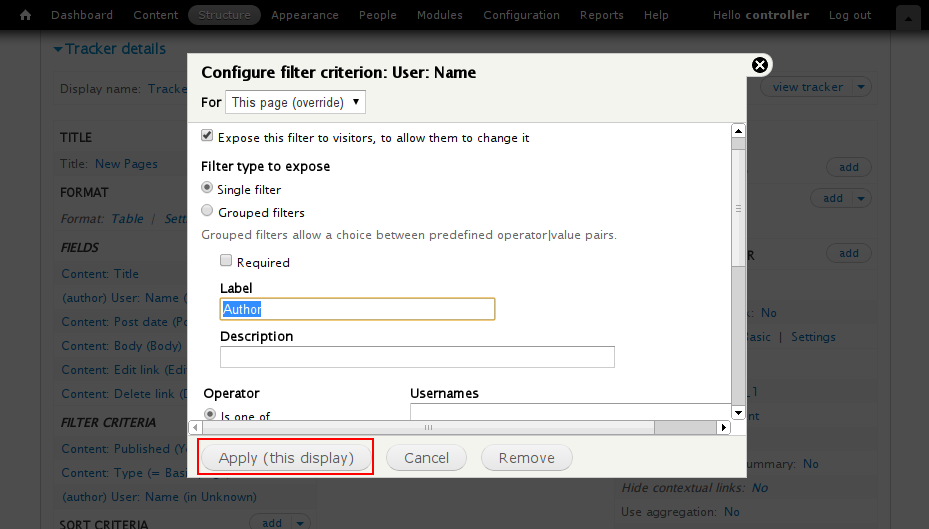 Dashboard Content Structure Appearance People Modules Configuration Reports Help Hello controller Log out
Tracker details
Display name: Tracke
view tracker
Configure filter criterion: User: Name
For This page (override)
Expose this filter to visitors, to allow them to change it
Filter type to expose
Single filter
Grouped filters
Grouped filters allow a choice between predefined operator|value pairs.
Required
Label
Author
Description
Operator
Usernames
Is one of
Apply (this display)
Cancel
Remove
TITLE
Title: New Pages
FORMAT
Format: Table | Sett
FIELDS
Content: Title
(author) User: Name (
Content: Post date (Po
Content: Body (Body)
Content: Edit link (Edi
Content: Delete link (D
FILTER CRITERIA
Content: Published (Ye
Content: Type (= Basi
(author) User: Name (in Unknown)
SORT CRITERIA
add
add
add
R
add
k: No
Basic | Settings
_1
nt
ummary: No
Hide contextual links: No
Use aggregation: No